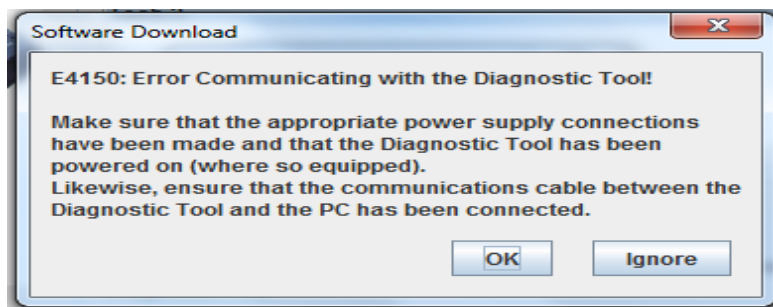 Software Download
E4150: Error Communicating with the Diagnostic Tool!
Make sure that the appropriate power supply connections
have been made and that the Diagnostic Tool has been
powered on (where so equipped).
Likewise, ensure that the communications cable between the
Diagnostic Tool and the PC has been connected.
OK Ignore